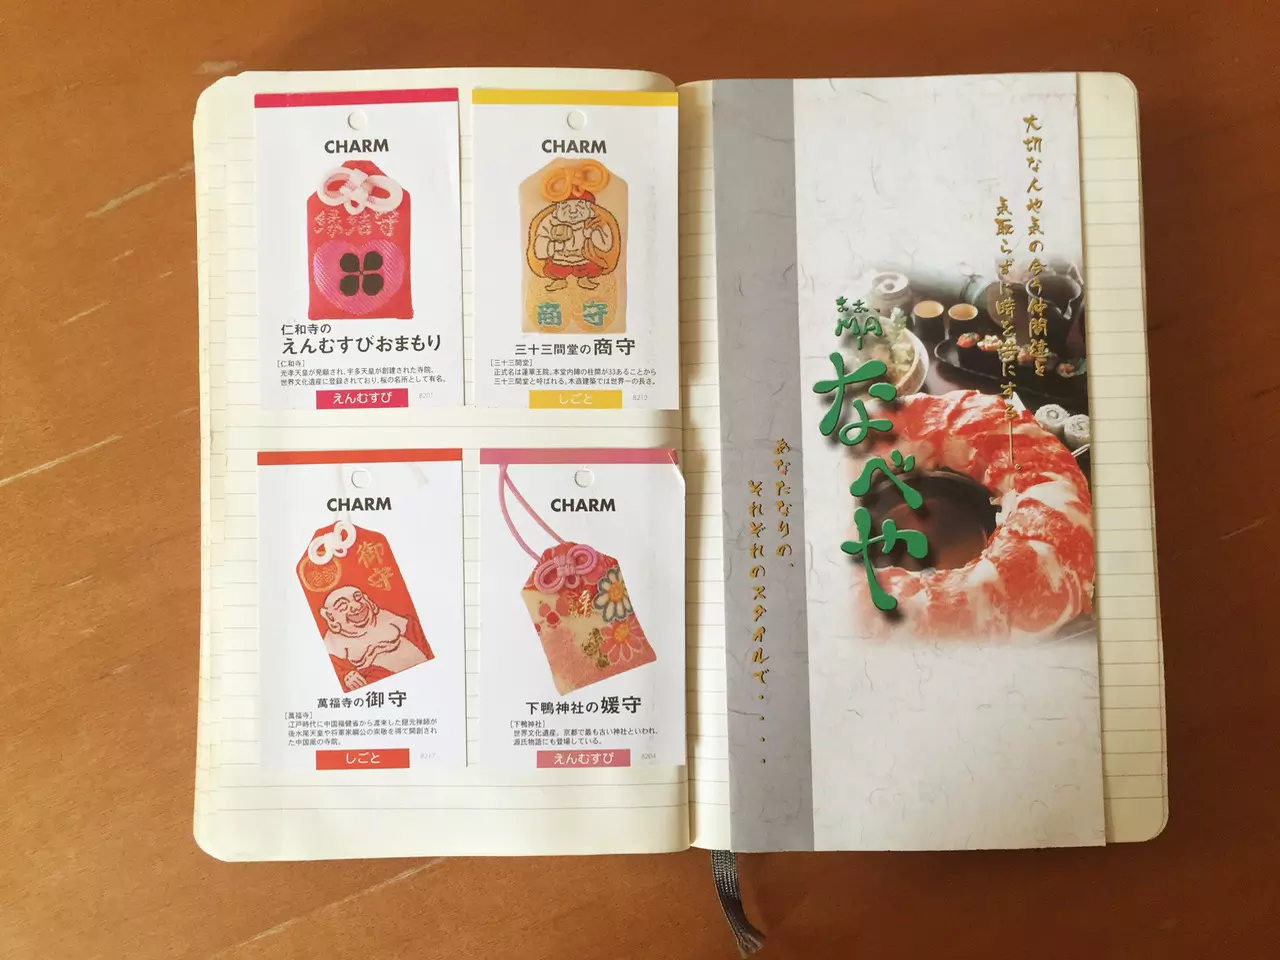 CHARM
縁結守
仁和寺の
えんむすびおまもり
［仁和寺］
光孝天皇が発願され、宇多天皇が創建された寺院。
世界文化遺産に登録されており、桜の名所として有名。
えんむすび
8201
CHARM
商守
三十三間堂の商守
［三十三間堂］
正式名は蓮華王院。本堂内陣の柱間が33あることから
三十三間堂と呼ばれる。木造建築では世界一の長さ。
しごと
8219
CHARM
御守
萬福寺の御守
［萬福寺］
江戸時代に中国福健省から渡来した隠元禅師が
後水尾天皇や将軍家綱公の崇敬を得て開創され
た中国風の寺院。
しごと
8217
CHARM
媛守
下鴨神社の媛守
［下鴨神社］
世界文化遺産。京都で最も古い神社といわれ、
源氏物語にも登場している。
えんむすび
8204
大切なんや気の合う仲間達と
気取らずに時を共にする——。
まあ、
MA
なべや
あなたなりの、
それぞれのスタイルで・・・・・